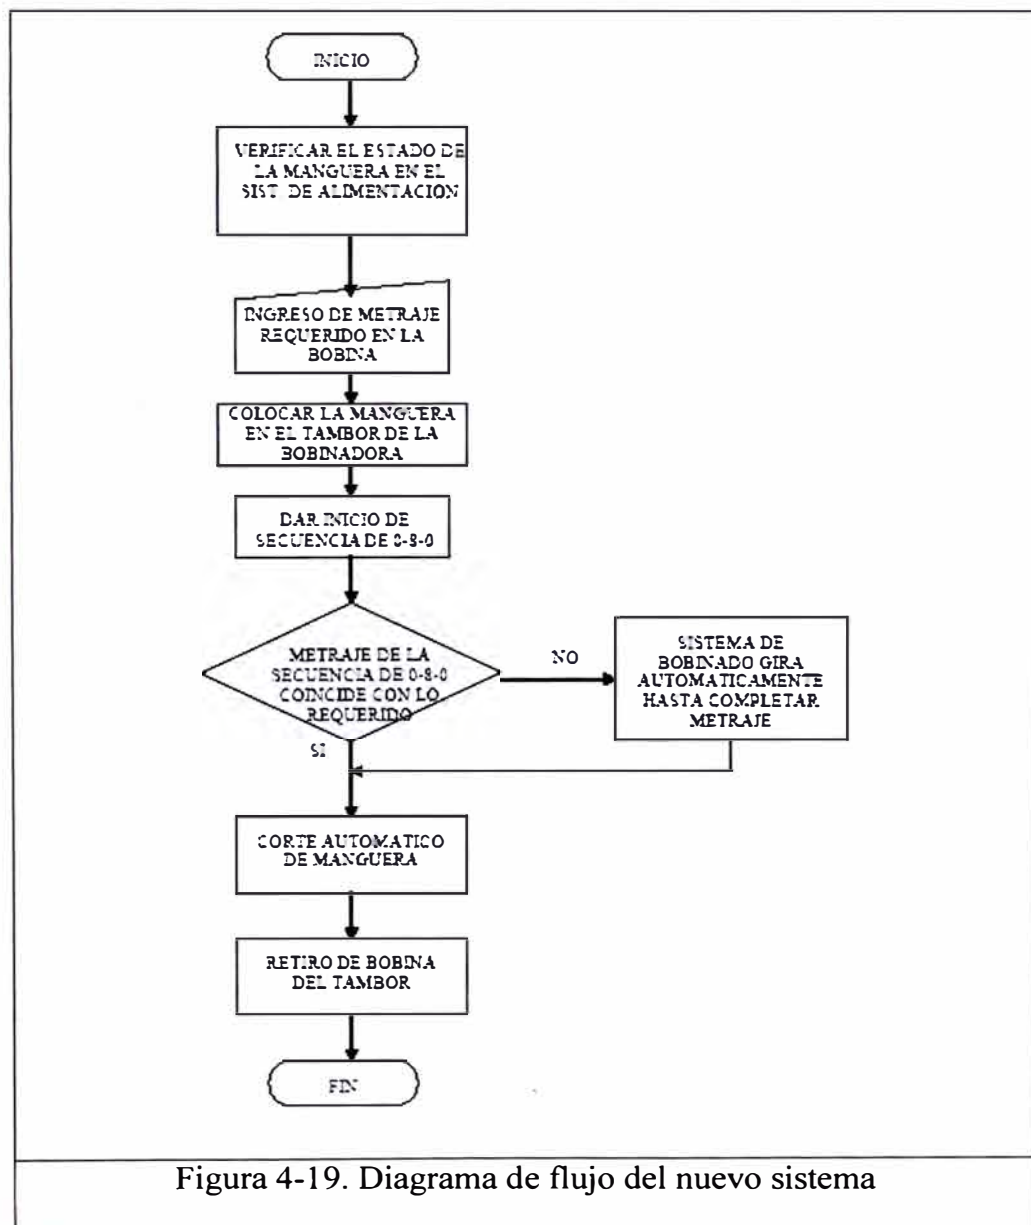 INICIO
VERIFICAR EL ESTADO DE
LA MANGUERA EN EL
SIST. DE ALIMENTACION
INGRESO DE METRAJE
REQUERIDO EN LA
BOBINA
COLOCAR LA MANGUERA
EN EL TAMBOR DE LA
BOBINADORA
DAR INICIO DE
SECUENCIA DE 0-8-0
METRAJE DE LA
SECUENCIA DE 0-8-0
COINCIDE CON LO
REQUERIDO
NO
SISTEMA DE
BOBINADO GIRA
AUTOMATICAMENTE
HASTA COMPLETAR
METRAJE
SI
CORTE AUTOMATICO
DE MANGUERA
RETIRO DE BOBINA
DEL TAMBOR
FIN
Figura 4-19. Diagrama de flujo del nuevo sistema